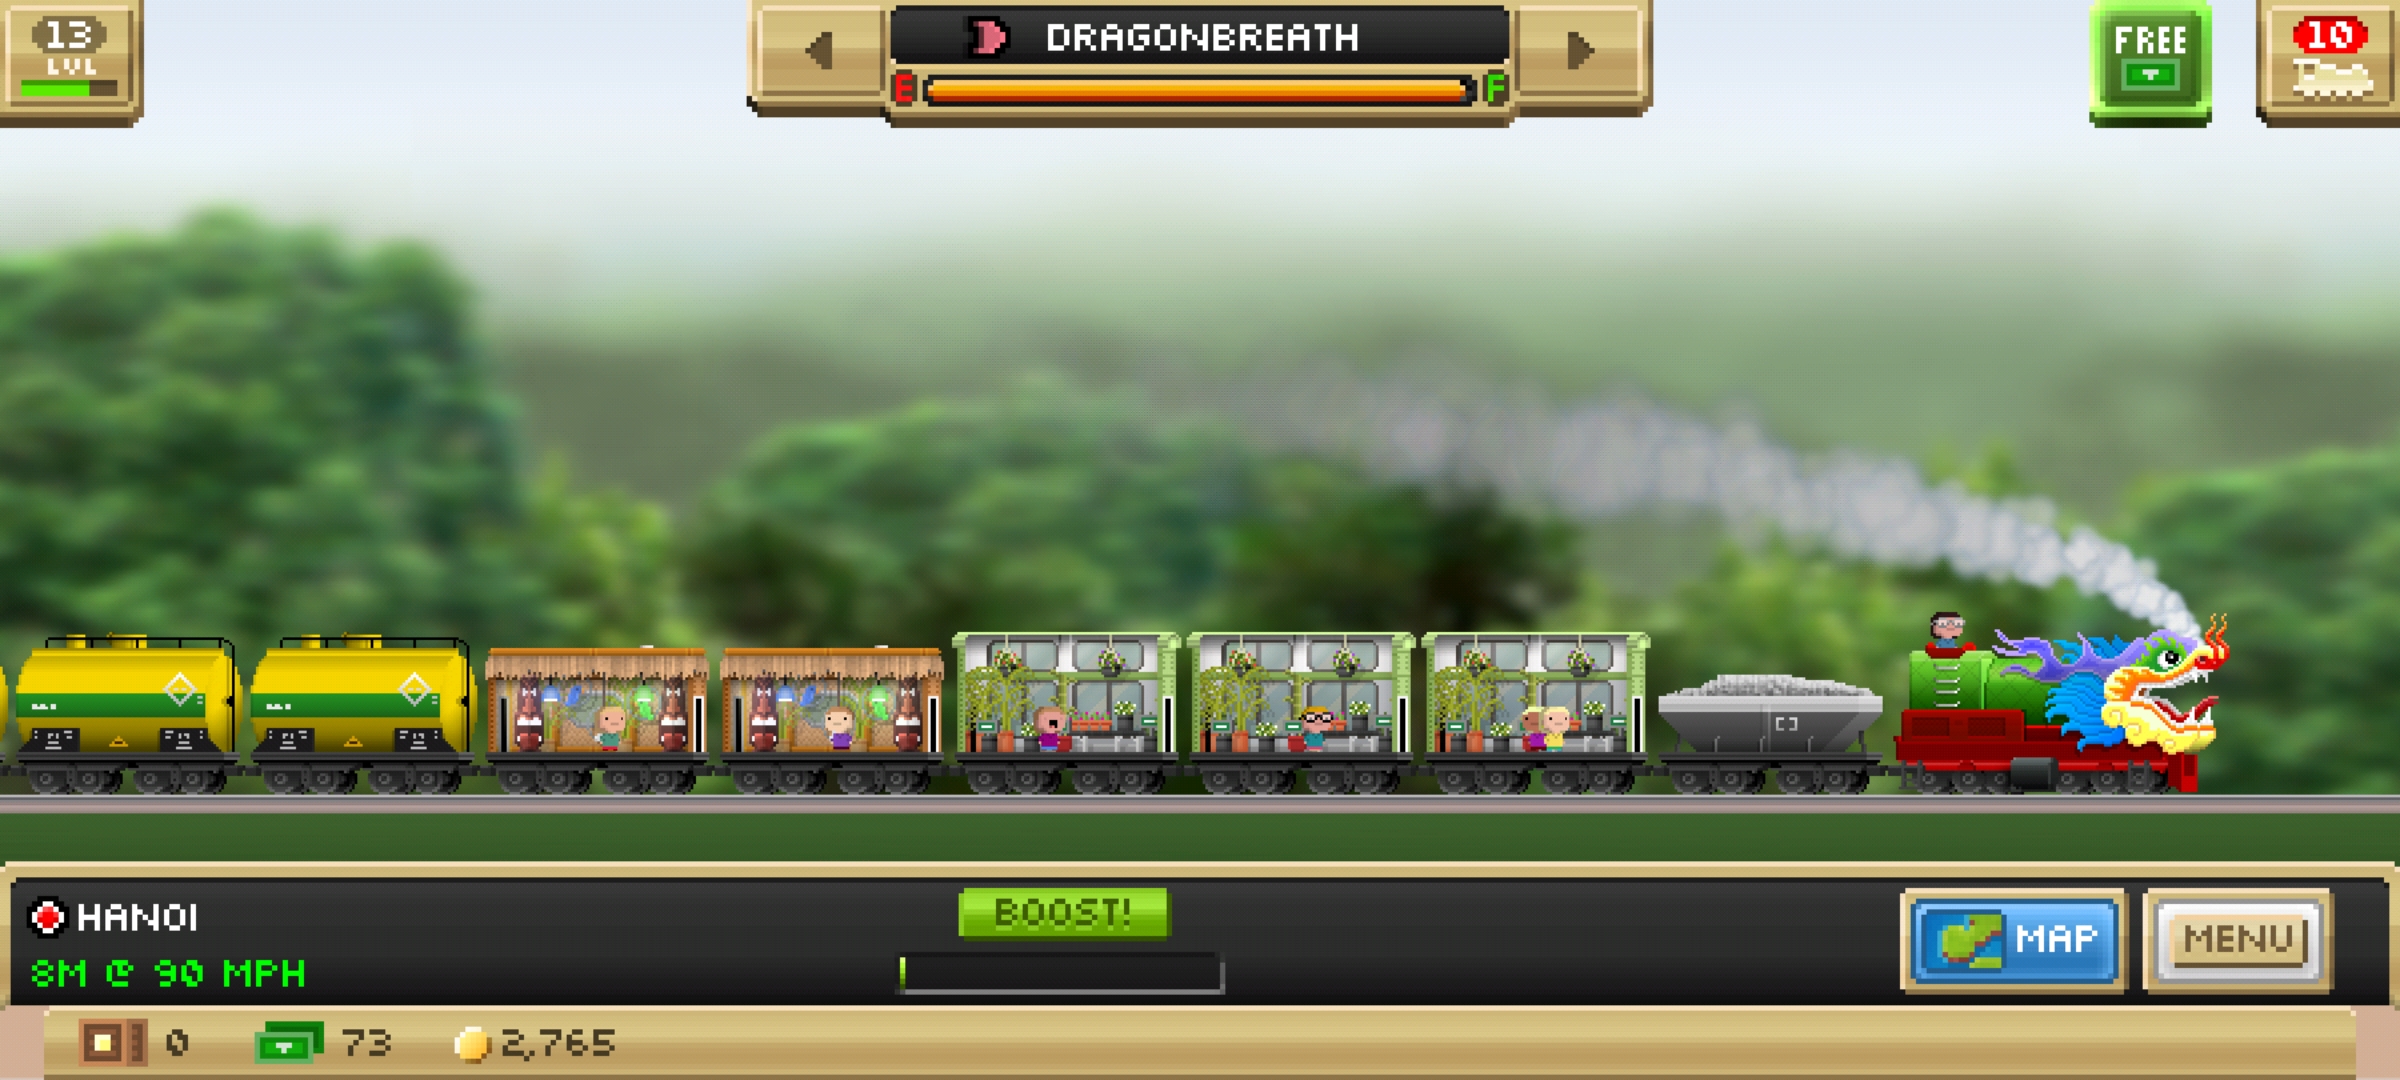 13
LVL
DRAGONBREATH
E F
FREE
10
HANOI
BOOST!
8M @ 90 MPH
MAP
MENU
0 73 2,765